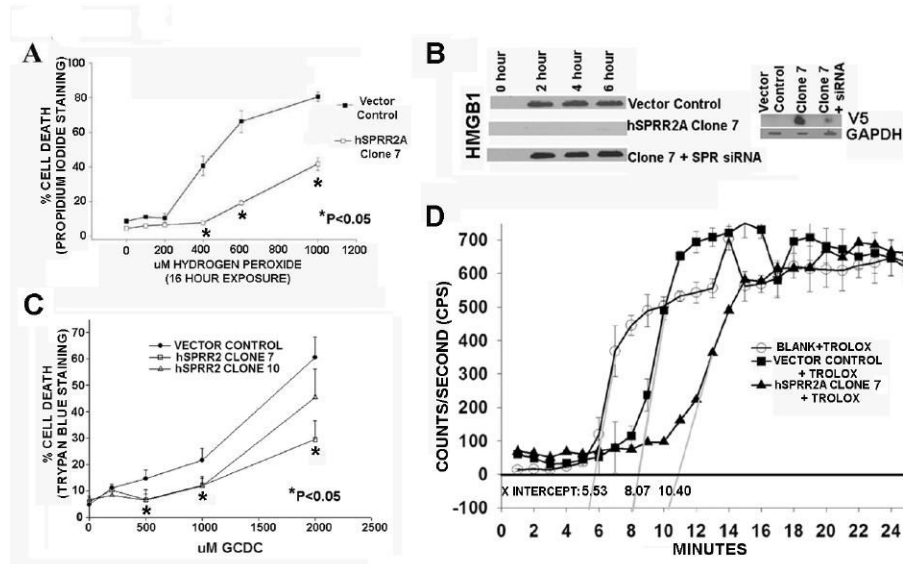 A
% CELL DEATH
(PROPIDIUM IODIDE STAINING)
100
80
60
40
20
0
Vector
Control
hSPRR2A
Clone 7
*
*
*
*P<0.05
0 200 400 600 800 1000 1200
uM HYDROGEN PEROXIDE
(16 HOUR EXPOSURE)
B
HMGB1
0 hour
2 hour
4 hour
6 hour
Vector Control
hSPRR2A Clone 7
Clone 7 + SPR siRNA
Vector
Control
Clone 7
Clone 7
+ siRNA
V5
GAPDH
C
% CELL DEATH
(TRYPAN BLUE STAINING)
70
60
50
40
30
20
10
0
VECTOR CONTROL
hSPRR2 CLONE 7
hSPRR2 CLONE 10
*
*
*
*P<0.05
0 500 1000 1500 2000 2500
uM GCDC
D
COUNTS/SECOND (CPS)
700
600
500
400
300
200
100
0
-100
BLANK+TROLOX
VECTOR CONTROL
+ TROLOX
hSPRR2A CLONE 7
+ TROLOX
X INTERCEPT: 5.53 8.07 10.40
0 2 4 6 8 10 12 14 16 18 20 22 24
MINUTES